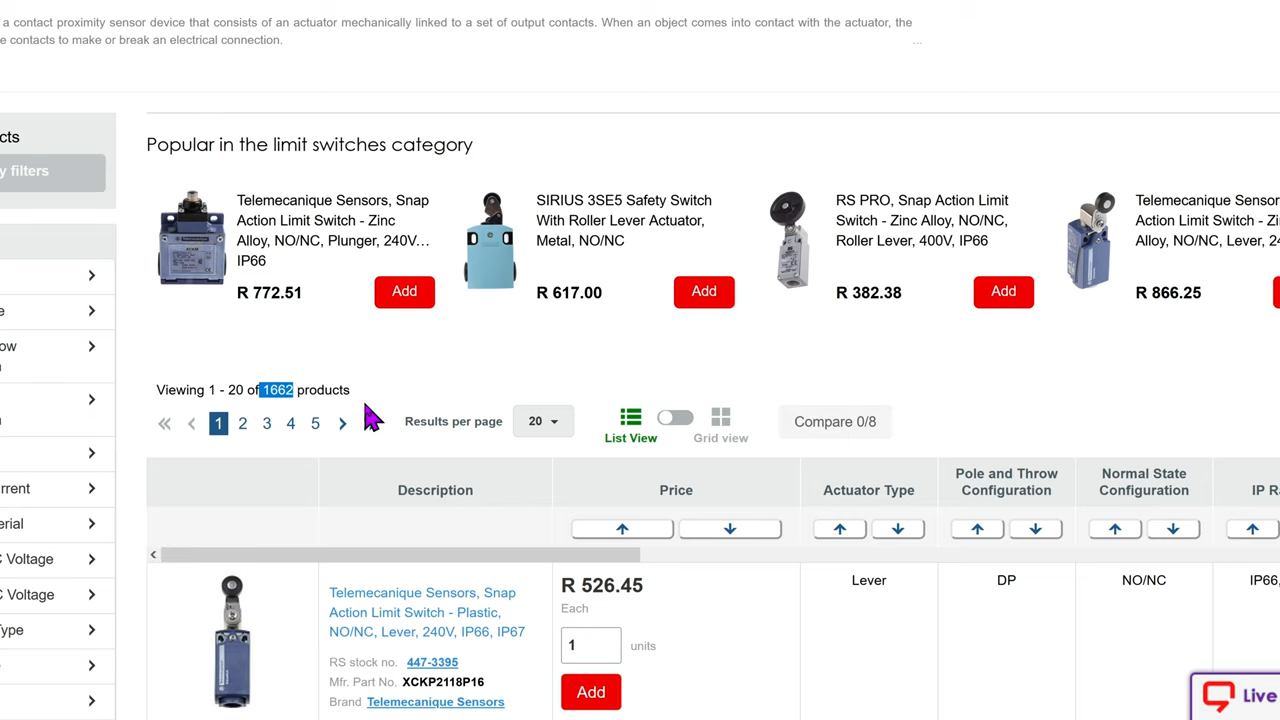 a contact proximity sensor device that consists of an actuator mechanically linked to a set of output contacts. When an object comes into contact with the actuator, the
e contacts to make or break an electrical connection.
...
cts
y filters
Popular in the limit switches category
Telemecanique Sensors, Snap
Action Limit Switch - Zinc
Alloy, NO/NC, Plunger, 240V...
IP66
R 772.51
Add
SIRIUS 3SE5 Safety Switch
With Roller Lever Actuator,
Metal, NO/NC
R 617.00
Add
RS PRO, Snap Action Limit
Switch - Zinc Alloy, NO/NC,
Roller Lever, 400V, IP66
R 382.38
Add
Telemecanique Sensor
Action Limit Switch - Z
Alloy, NO/NC, Lever, 24
R 866.25
e
ow
n
n
rrent
erial
C Voltage
C Voltage
Type
e
s
Viewing 1 - 20 of 1662 products
« ‹ 1 2 3 4 5 ›
Results per page
20
List View
Grid view
Compare 0/8
Description
Price
Actuator Type
Pole and Throw
Configuration
Normal State
Configuration
IP Ra
Telemecanique Sensors, Snap
Action Limit Switch - Plastic,
NO/NC, Lever, 240V, IP66, IP67
RS stock no. 447-3395
Mfr. Part No. XCKP2118P16
Brand Telemecanique Sensors
R 526.45
Each
1 units
Add
Lever
DP
NO/NC
IP66,
Live